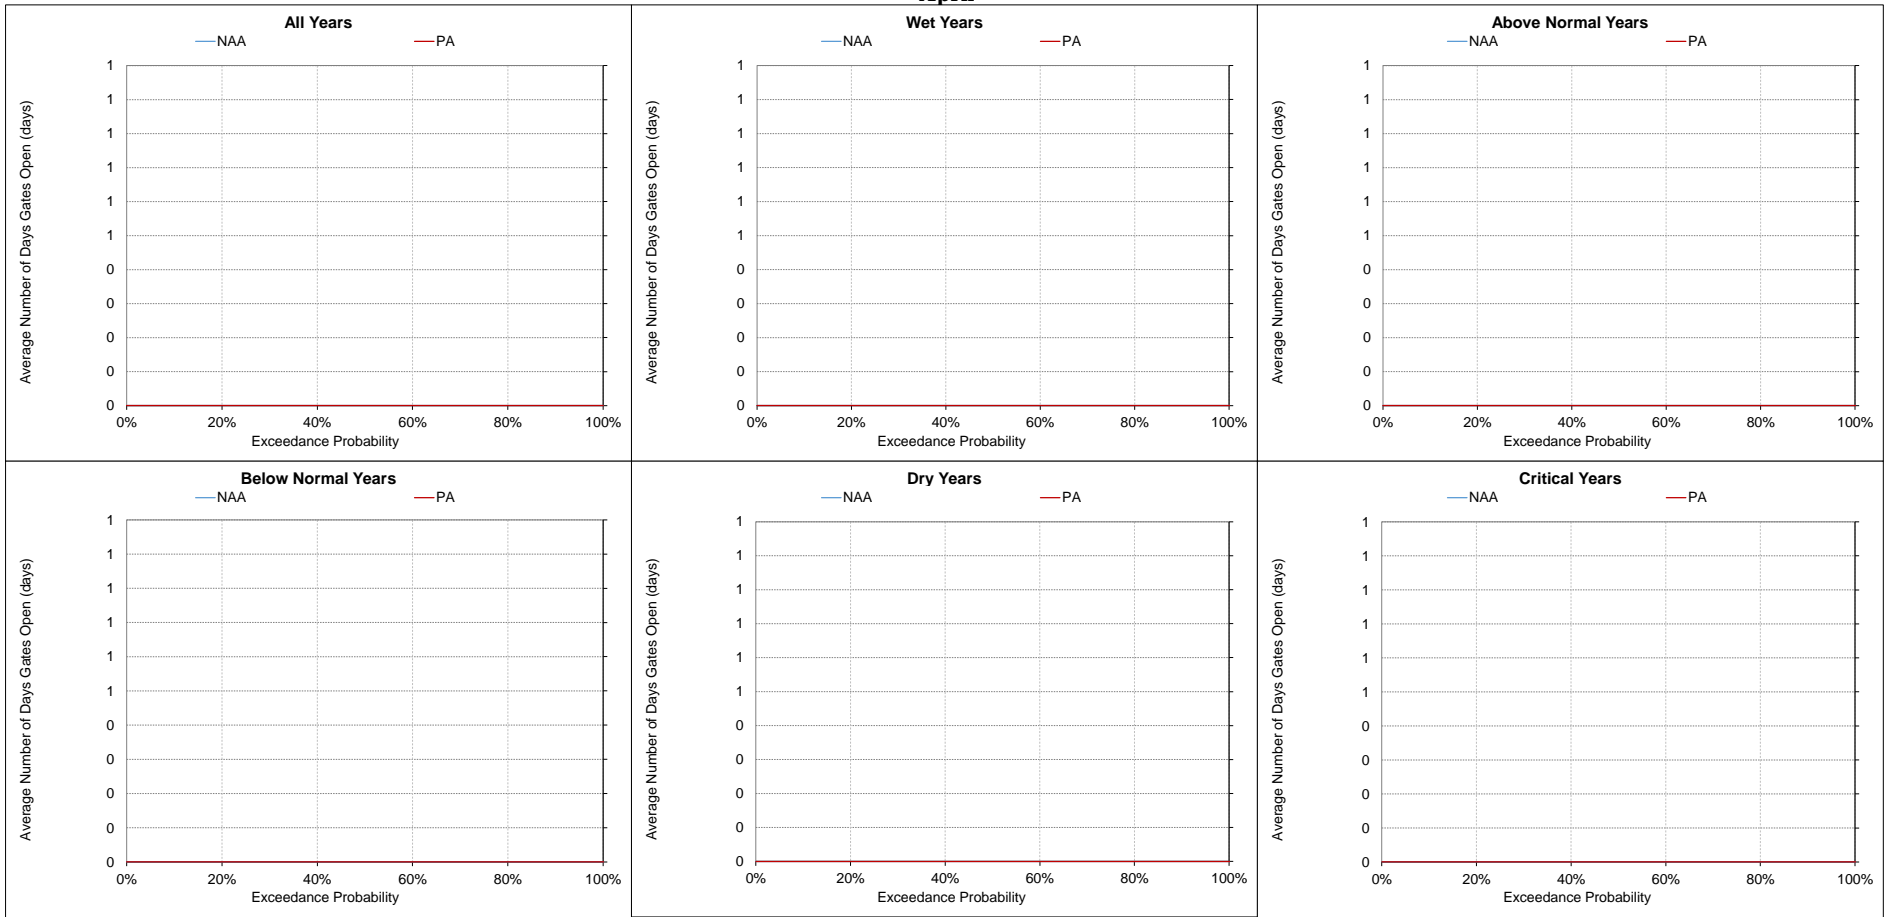 All Years
NAA PA
Average Number of Days Gates Open (days)
1
1
1
1
1
1
0
0
0
0
0
0% 20% 40% 60% 80% 100%
Exceedance Probability
Wet Years
NAA PA
Average Number of Days Gates Open (days)
1
1
1
1
1
1
0
0
0
0
0
0% 20% 40% 60% 80% 100%
Exceedance Probability
Above Normal Years
NAA PA
Average Number of Days Gates Open (days)
1
1
1
1
1
1
0
0
0
0
0
0% 20% 40% 60% 80% 100%
Exceedance Probability
Below Normal Years
NAA PA
Average Number of Days Gates Open (days)
1
1
1
1
1
1
0
0
0
0
0
0% 20% 40% 60% 80% 100%
Exceedance Probability
Dry Years
NAA PA
Average Number of Days Gates Open (days)
1
1
1
1
1
1
0
0
0
0
0
0% 20% 40% 60% 80% 100%
Exceedance Probability
Critical Years
NAA PA
Average Number of Days Gates Open (days)
1
1
1
1
1
1
0
0
0
0
0
0% 20% 40% 60% 80% 100%
Exceedance Probability